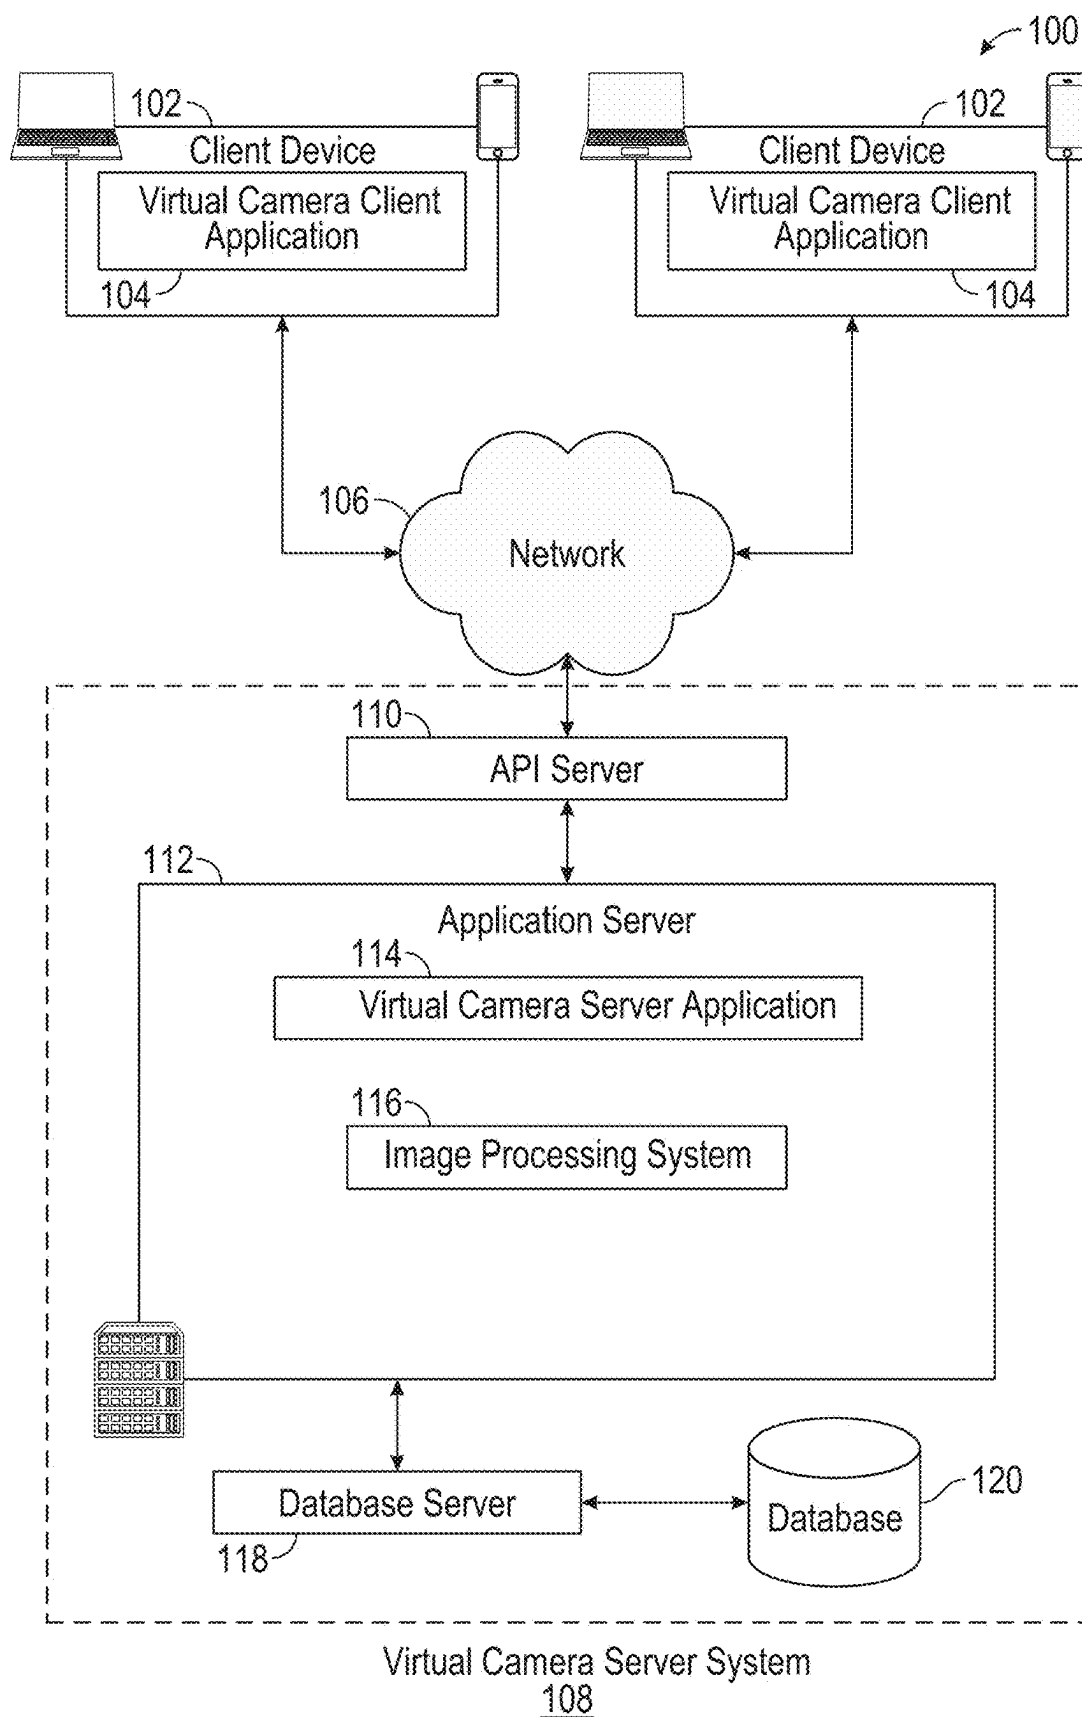 100
102
102
Client Device
Client Device
Virtual Camera Client
Application
Virtual Camera Client
Application
104
104
106
Network
110
API Server
112
Application Server
114
Virtual Camera Server Application
116
Image Processing System
Database Server
118
Database
120
Virtual Camera Server System
108